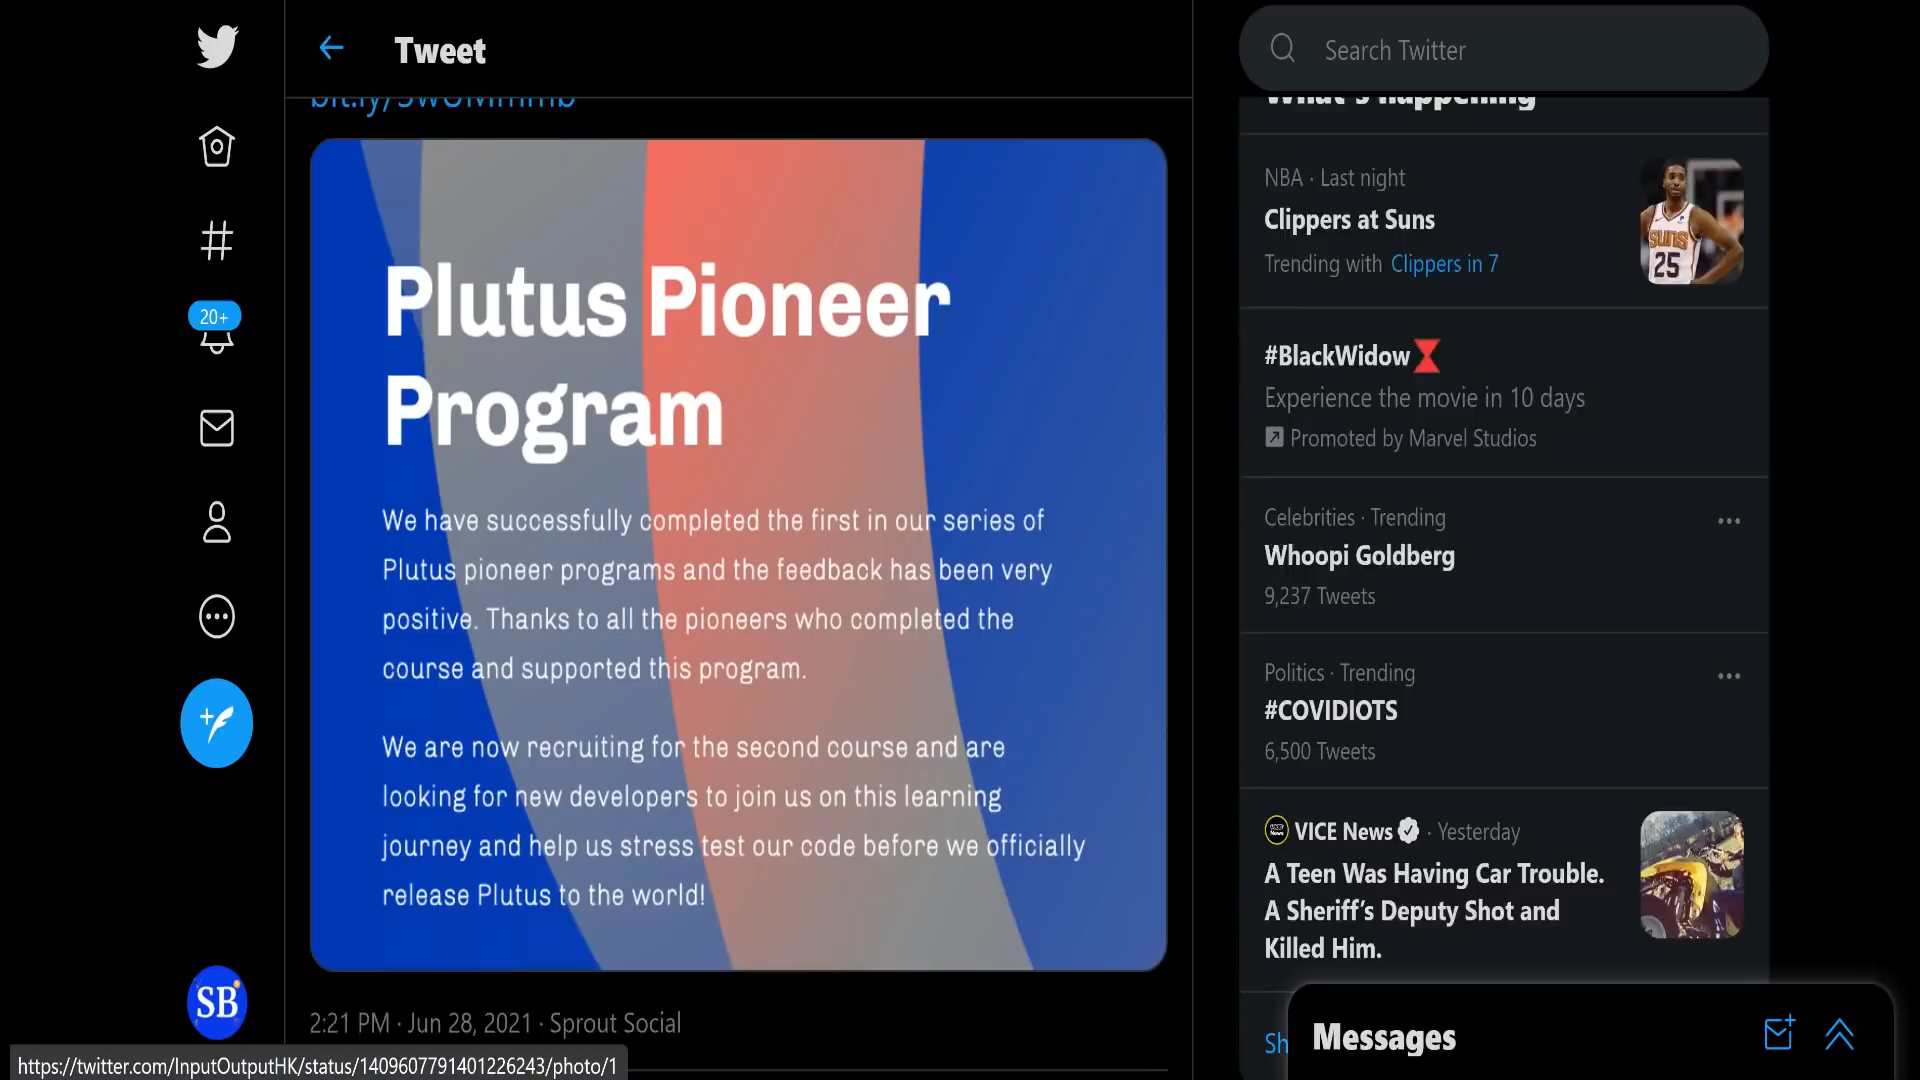 Tweet
Search Twitter
What's happening
Plutus Pioneer
Program
We have successfully completed the first in our series of
Plutus pioneer programs and the feedback has been very
positive. Thanks to all the pioneers who completed the
course and supported this program.
We are now recruiting for the second course and are
looking for new developers to join us on this learning
journey and help us stress test our code before we officially
release Plutus to the world!
2:21 PM · Jun 28, 2021 · Sprout Social
20+
SB
NBA · Last night
Clippers at Suns
Trending with Clippers in 7
SUNS
25
#BlackWidow
Experience the movie in 10 days
Promoted by Marvel Studios
Celebrities · Trending
Whoopi Goldberg
9,237 Tweets
Politics · Trending
#COVIDIOTS
6,500 Tweets
VICE News · Yesterday
A Teen Was Having Car Trouble.
A Sheriff's Deputy Shot and
Killed Him.
Sh
Messages
https://twitter.com/InputOutputHK/status/1409607791401226243/photo/1